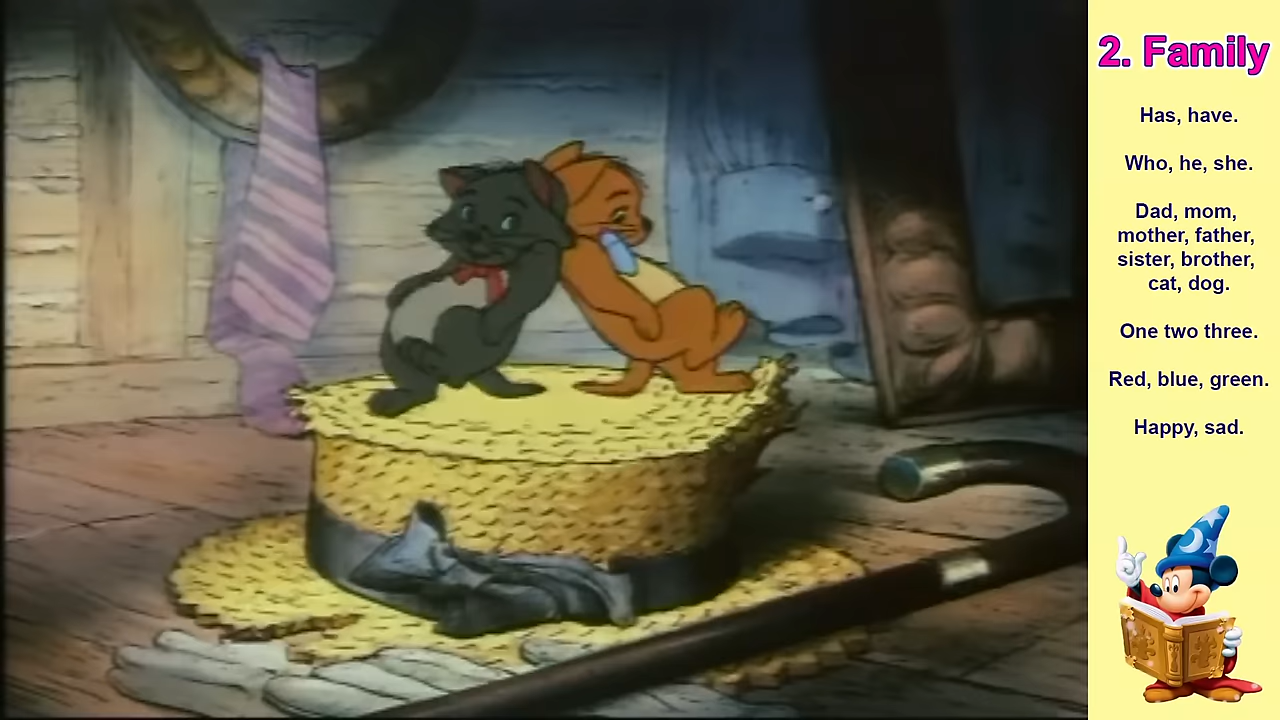 2. Family
Has, have.
Who, he, she.
Dad, mom,
mother, father,
sister, brother,
cat, dog.
One two three.
Red, blue, green.
Happy, sad.